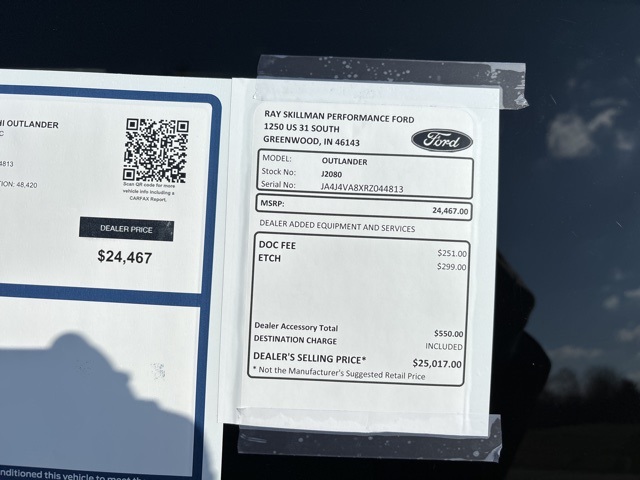 HI OUTLANDER
C
4813
TION: 48,420
Scan QR code for more
vehicle info including a
CARFAX Report.
DEALER PRICE
$24,467
nditioned this vehicle to meet the
RAY SKILLMAN PERFORMANCE FORD
1250 US 31 SOUTH
GREENWOOD, IN 46143
Ford
MODEL: OUTLANDER
Stock No: J2080
Serial No: JA4J4VA8XRZ044813
MSRP: 24,467.00
DEALER ADDED EQUIPMENT AND SERVICES
DOC FEE $251.00
ETCH $299.00
Dealer Accessory Total $550.00
DESTINATION CHARGE INCLUDED
DEALER'S SELLING PRICE* $25,017.00
* Not the Manufacturer's Suggested Retail Price